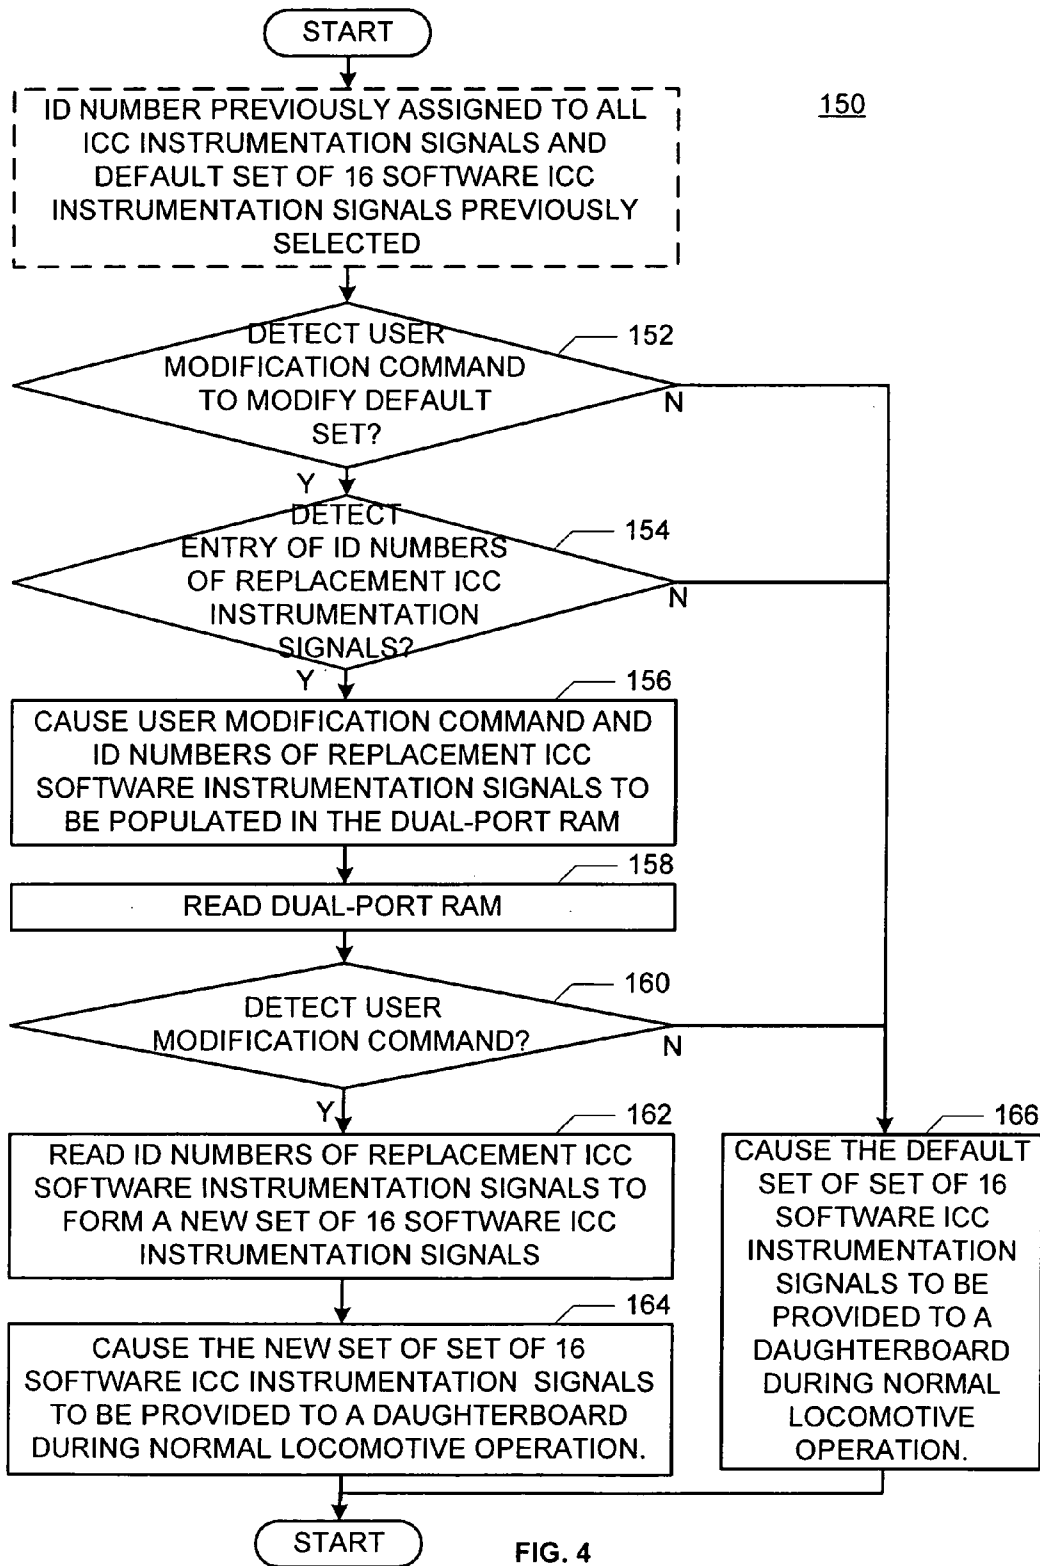 START
150
ID NUMBER PREVIOUSLY ASSIGNED TO ALL
ICC INSTRUMENTATION SIGNALS AND
DEFAULT SET OF 16 SOFTWARE ICC
INSTRUMENTATION SIGNALS PREVIOUSLY
SELECTED
152
DETECT USER
MODIFICATION COMMAND
TO MODIFY DEFAULT
SET?
N
Y
154
DETECT
ENTRY OF ID NUMBERS
OF REPLACEMENT ICC
INSTRUMENTATION
SIGNALS?
N
Y
156
CAUSE USER MODIFICATION COMMAND AND
ID NUMBERS OF REPLACEMENT ICC
SOFTWARE INSTRUMENTATION SIGNALS TO
BE POPULATED IN THE DUAL-PORT RAM
158
READ DUAL-PORT RAM
160
DETECT USER
MODIFICATION COMMAND?
N
Y
162
READ ID NUMBERS OF REPLACEMENT ICC
SOFTWARE INSTRUMENTATION SIGNALS TO
FORM A NEW SET OF 16 SOFTWARE ICC
INSTRUMENTATION SIGNALS
164
CAUSE THE NEW SET OF SET OF 16
SOFTWARE ICC INSTRUMENTATION SIGNALS
TO BE PROVIDED TO A DAUGHTERBOARD
DURING NORMAL LOCOMOTIVE OPERATION.
166
CAUSE THE DEFAULT
SET OF SET OF 16
SOFTWARE ICC
INSTRUMENTATION
SIGNALS TO BE
PROVIDED TO A
DAUGHTERBOARD
DURING NORMAL
LOCOMOTIVE
OPERATION.
START
FIG. 4